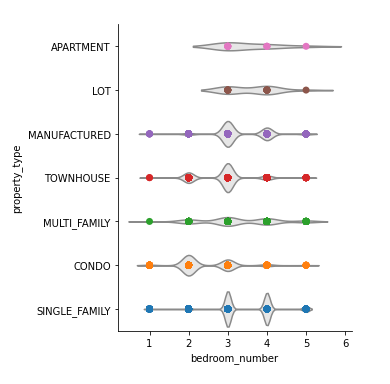 APARTMENT
LOT
MANUFACTURED
TOWNHOUSE
MULTI_FAMILY
CONDO
SINGLE_FAMILY
property_type
1 2 3 4 5 6
bedroom_number